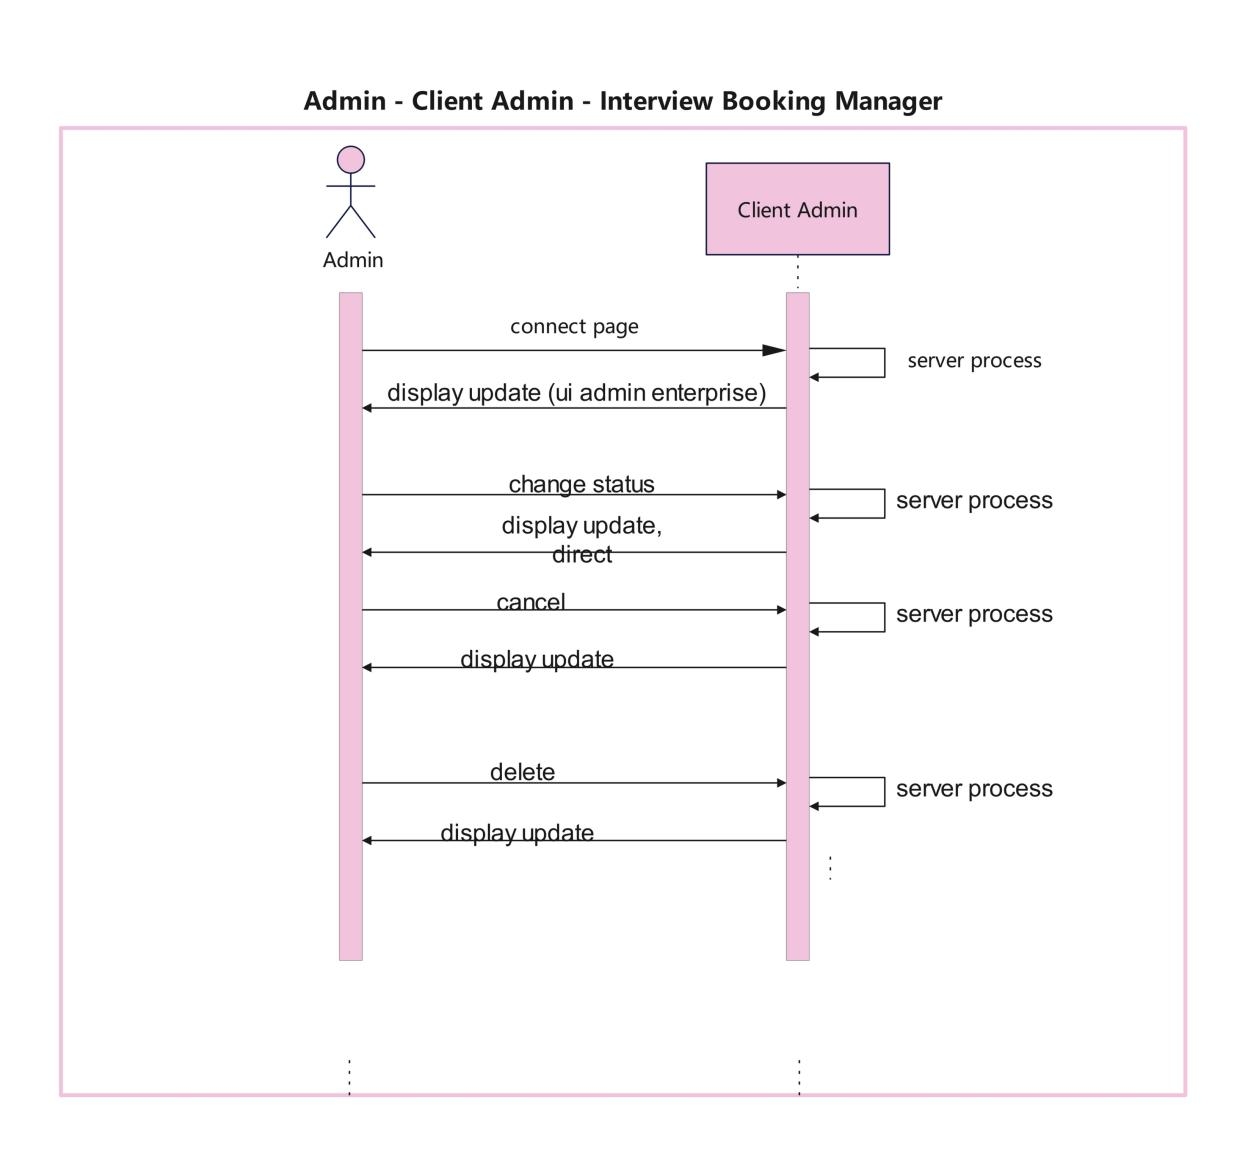 Admin - Client Admin - Interview Booking Manager
Client Admin
Admin
connect page
server process
display update (ui admin enterprise)
change status
server process
display update,
direct
cancel
server process
display update
delete
server process
display update